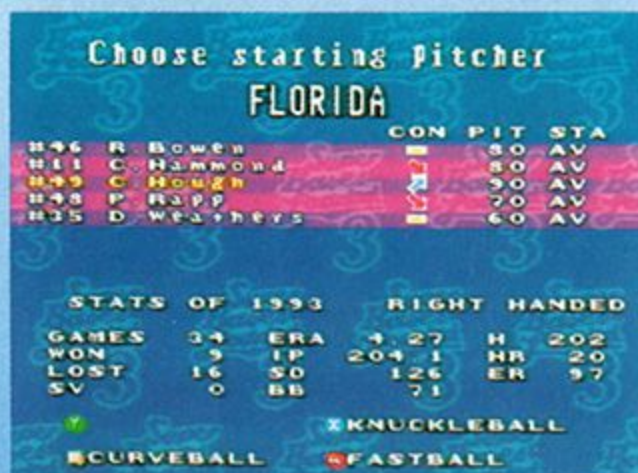 Choose starting Pitcher
FLORIDA
CON PIT STA
#46 R. Bowen 80 AV
#11 C. Hammond 80 AV
#49 C. Hough 90 AV
#48 P. Rapp 70 AV
#35 D. Weathers 60 AV
STATS OF 1993 RIGHT HANDED
GAMES 34 ERA 4.27 H 202
WON 9 IP 204.1 HR 20
LOST 16 SO 126 ER 97
SV 0 BB 71
Y X KNUCKLEBALL
CURVEBALL FASTBALL